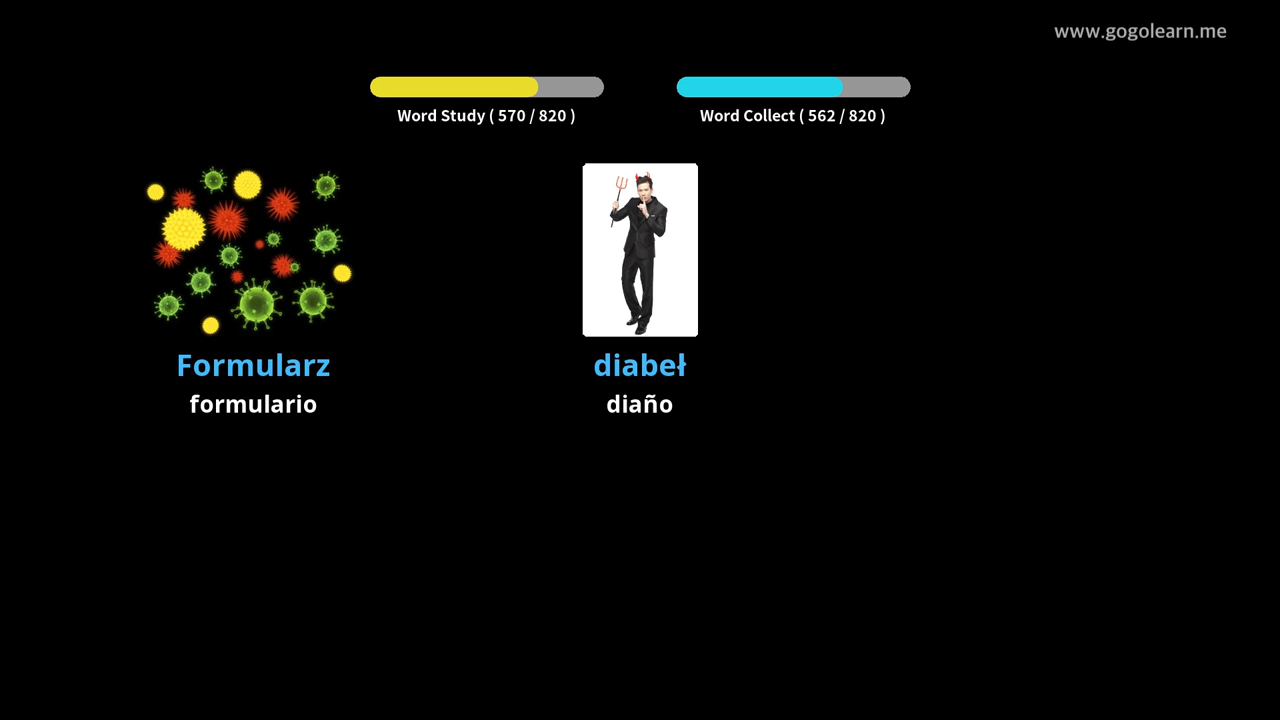 www.gogolearn.me
Word Study ( 570 / 820 )
Word Collect ( 562 / 820 )
Formularz
formulario
diabeł
diaño